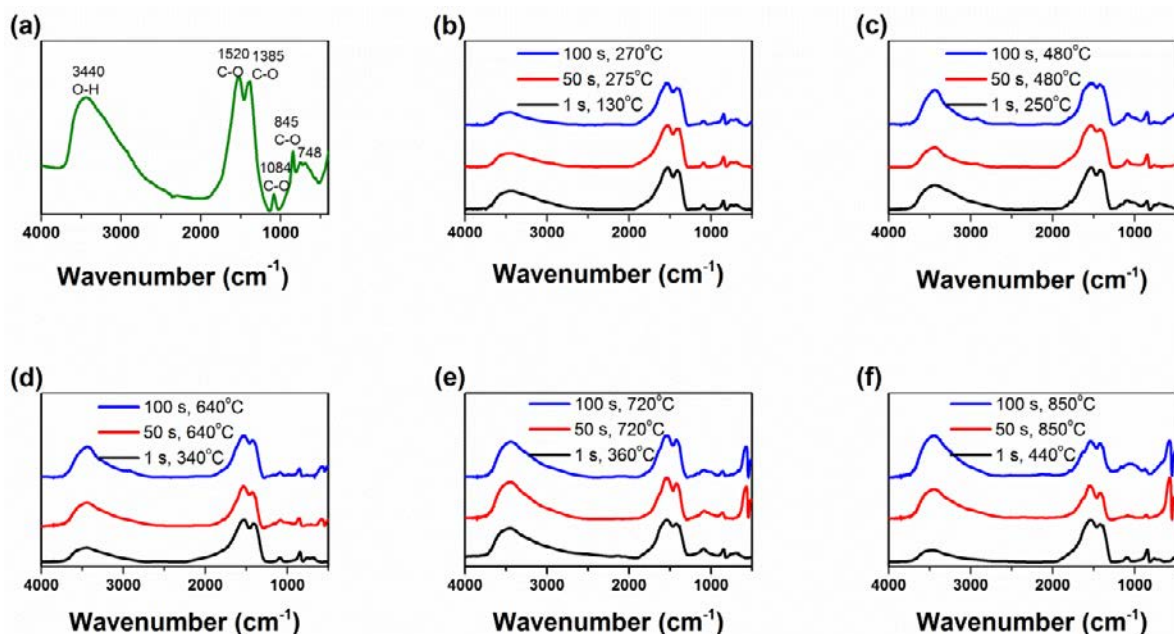 (a)
3440
O-H
1520
C-O
1385
C-O
845
C-O
748
1084
C-O
4000 3000 2000 1000
Wavenumber (cm⁻¹)
(b)
100 s, 270°C
50 s, 275°C
1 s, 130°C
4000 3000 2000 1000
Wavenumber (cm⁻¹)
(c)
100 s, 480°C
50 s, 480°C
1 s, 250°C
4000 3000 2000 1000
Wavenumber (cm⁻¹)
(d)
100 s, 640°C
50 s, 640°C
1 s, 340°C
4000 3000 2000 1000
Wavenumber (cm⁻¹)
(e)
100 s, 720°C
50 s, 720°C
1 s, 360°C
4000 3000 2000 1000
Wavenumber (cm⁻¹)
(f)
100 s, 850°C
50 s, 850°C
1 s, 440°C
4000 3000 2000 1000
Wavenumber (cm⁻¹)